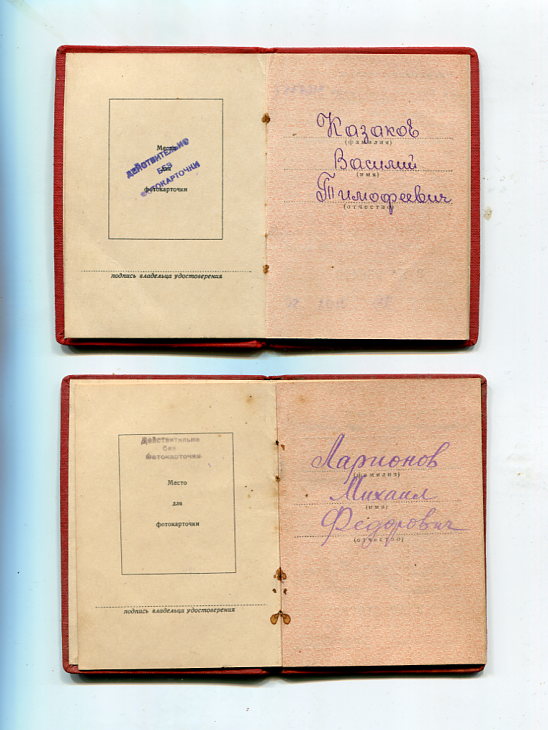 Место
для
фотокарточки
ДЕЙСТВИТЕЛЬНО
БЕЗ
ФОТОКАРТОЧКИ
подпись владельца удостоверения
Казаков
(фамилия)
Василий
(имя)
Тимофеевич
(отчество)
Действительно
без
фотокарточки
Место
для
фотокарточки
подпись владельца удостоверения
Ларионов
(фамилия)
Михаил
(имя)
Федорович
(отчество)